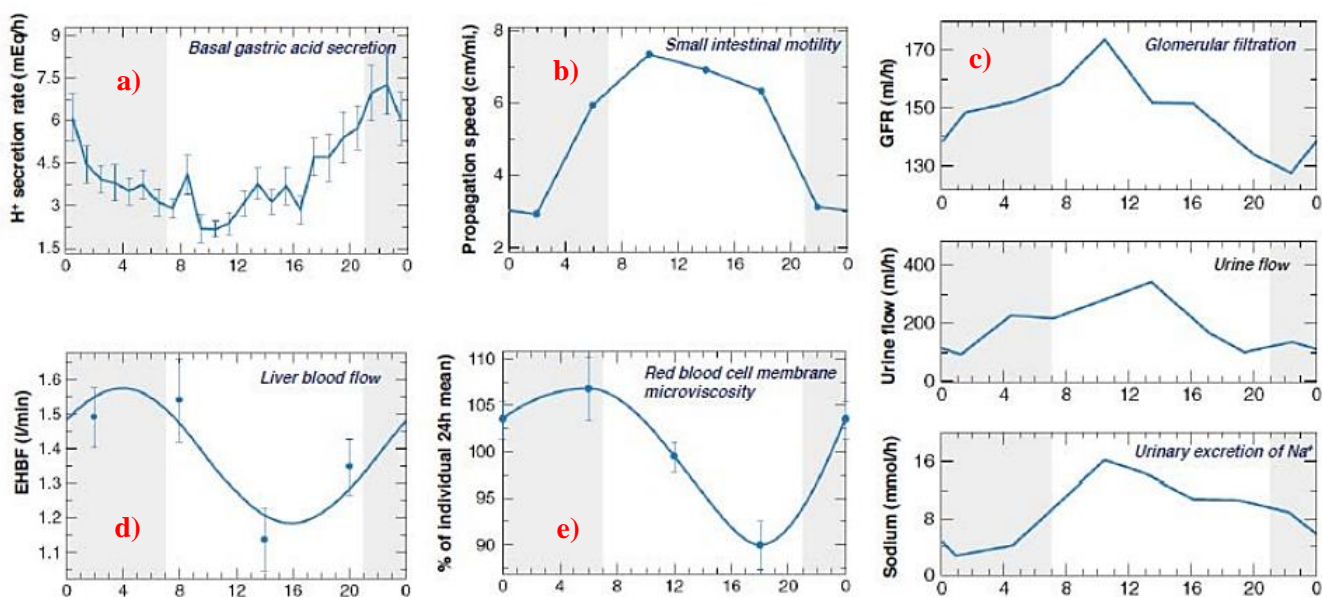 H⁺ secretion rate (mEq/h)
9
7.5
6
4.5
3
1.5
a)
Basal gastric acid secretion
0 4 8 12 16 20 0
Propagation speed (cm/mi,)
8
6
4
2
b)
Small intestinal motility
0 4 8 12 16 20 0
GFR (ml/h)
170
150
130
c)
Glomerular filtration
0 4 8 12 16 20 0
Urine flow (ml/h)
400
200
0
Urine flow
0 4 8 12 16 20 0
EHBF (l/min)
1.6
1.5
1.4
1.3
1.2
1.1
d)
Liver blood flow
0 4 8 12 16 20 0
% of individual 24h mean)
110
105
100
95
90
e)
Red blood cell membrane
microviscosity
0 4 8 12 16 20 0
Sodium (mmol/h)
16
8
0
Urinary excretion of Na⁺
0 4 8 12 16 20 0